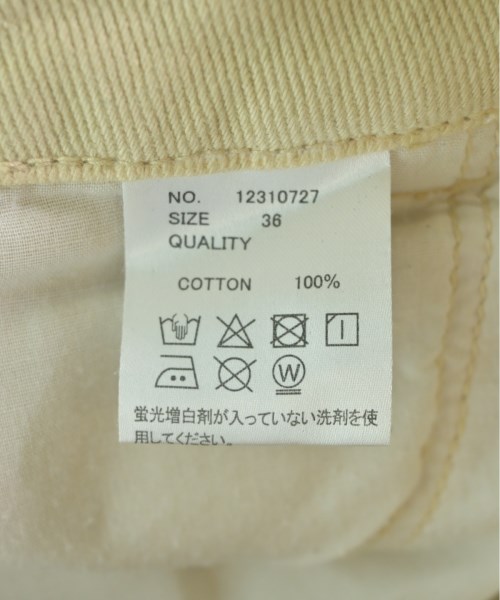 NO. 12310727
SIZE 36
QUALITY
COTTON 100%
W
蛍光増白剤が入っていない洗剤を使
用してください。